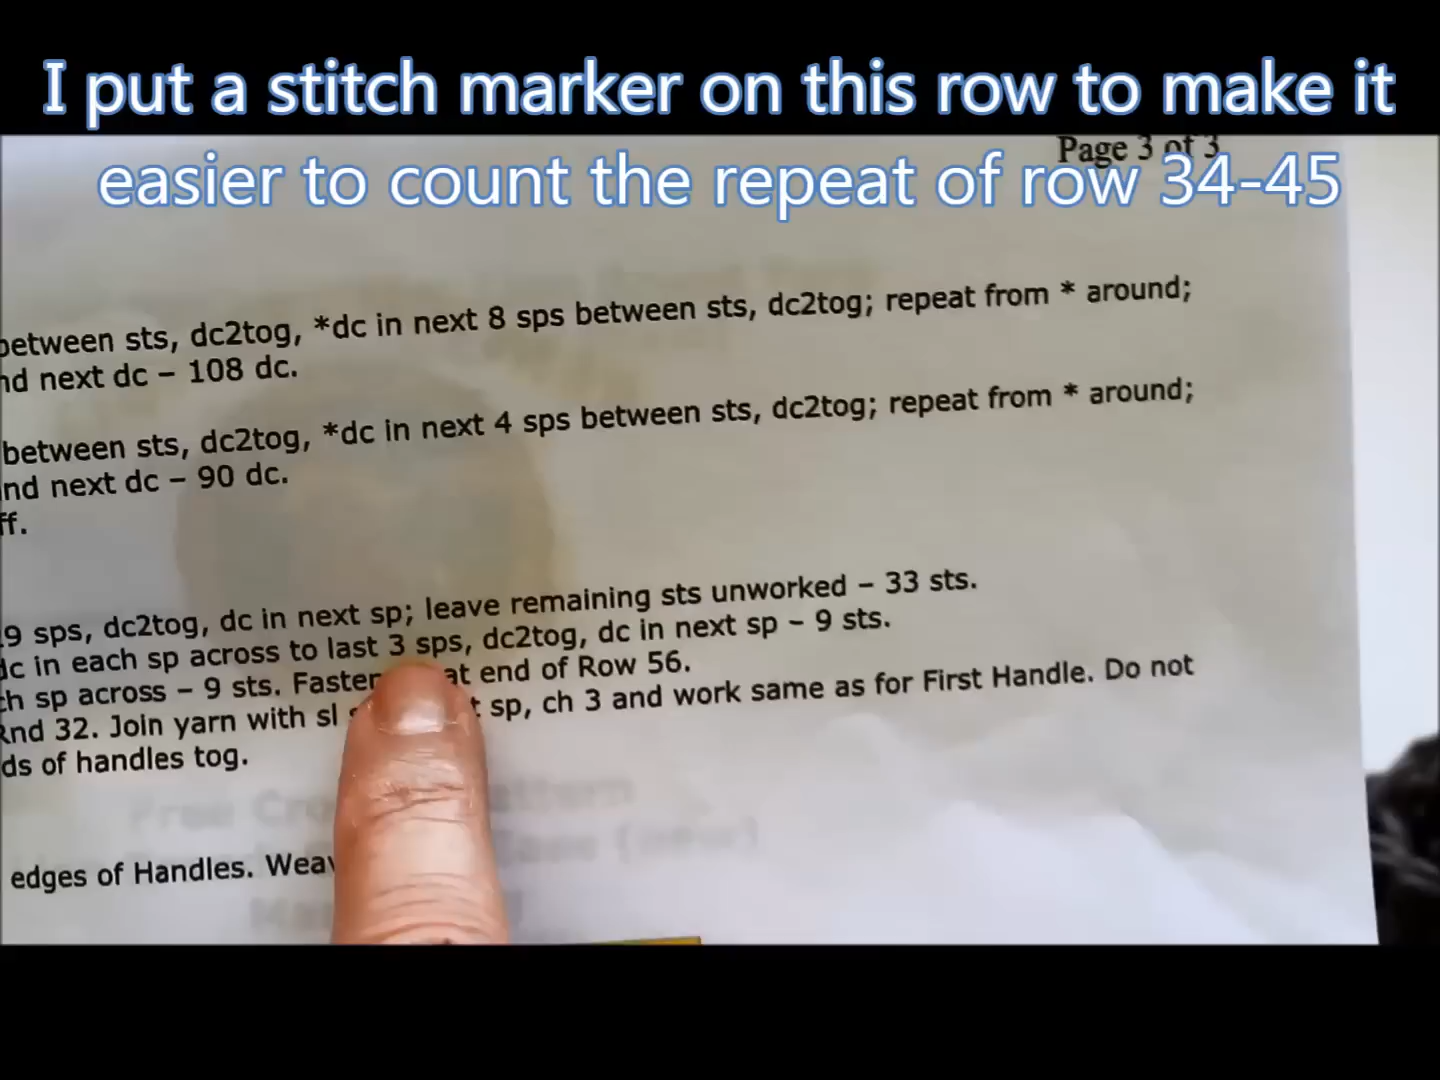 I put a stitch marker on this row to make it
Page 3 of 3
easier to count the repeat of row 34-45
between sts, dc2tog, *dc in next 8 sps between sts, dc2tog; repeat from * around;
nd next dc – 108 dc.
between sts, dc2tog, *dc in next 4 sps between sts, dc2tog; repeat from * around;
nd next dc – 90 dc.
ff.
9 sps, dc2tog, dc in next sp; leave remaining sts unworked – 33 sts.
dc in each sp across to last 3 sps, dc2tog, dc in next sp – 9 sts.
ch sp across – 9 sts. Faster at end of Row 56.
Rnd 32. Join yarn with sl t sp, ch 3 and work same as for First Handle. Do not
ds of handles tog.
edges of Handles. Weav